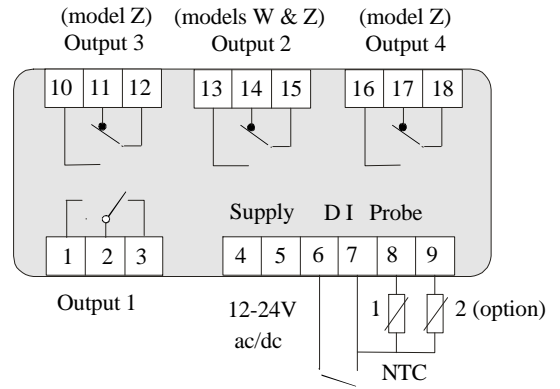 (model Z) (models W & Z) (model Z)
Output 3 Output 2 Output 4
10 11 12 13 14 15 16 17 18
Supply D I Probe
1 2 3 4 5 6 7 8 9
Output 1 12-24V 1 2 (option)
ac/dc
NTC